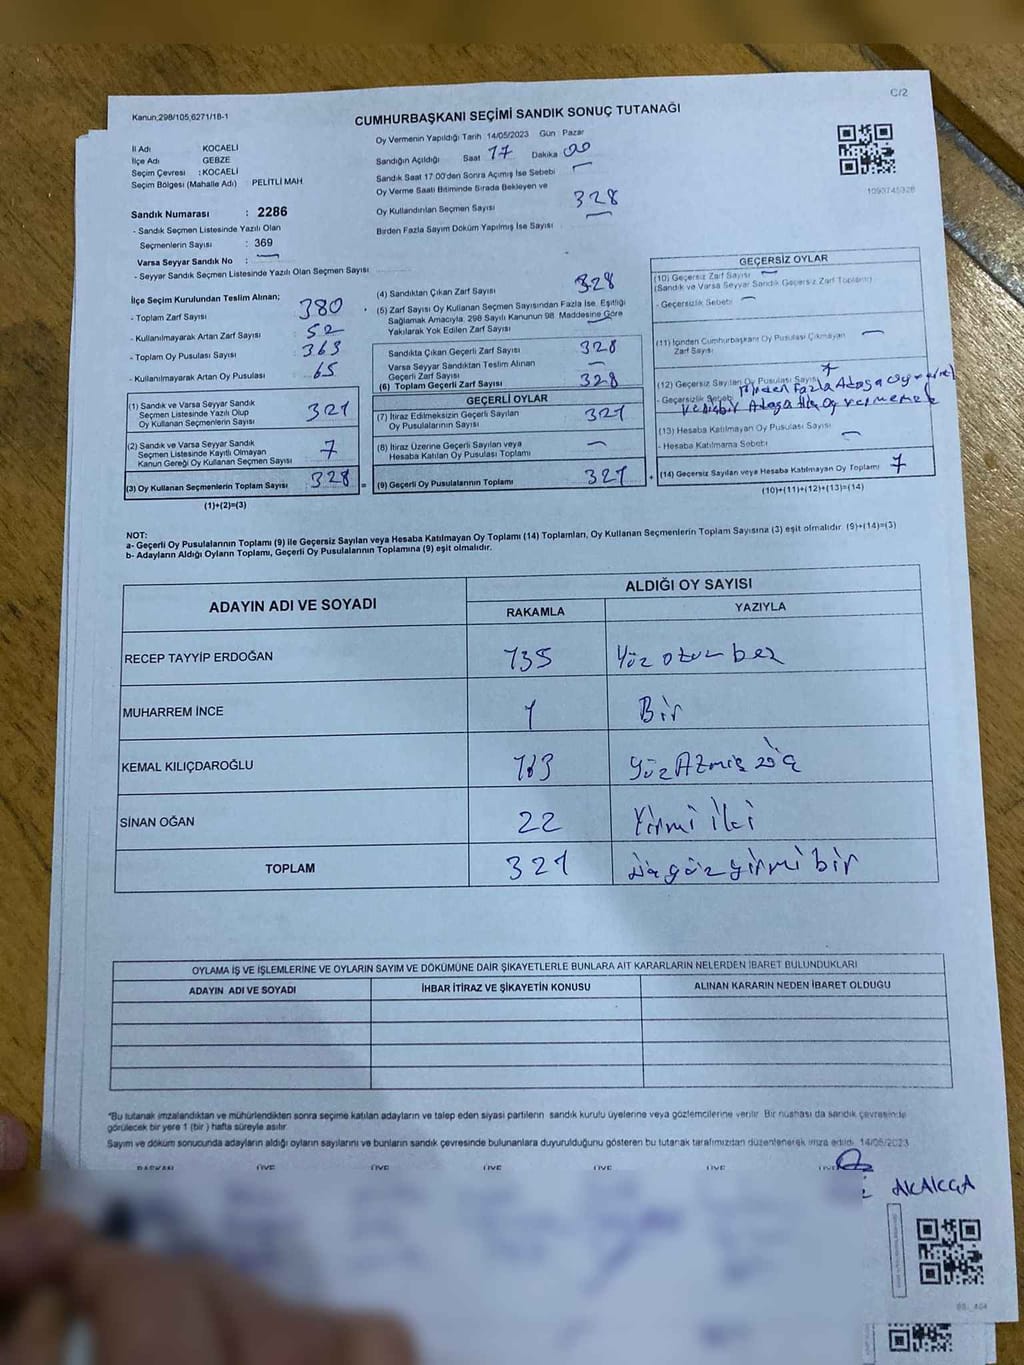 C/2
Kanun,298/105,6271/18-1
CUMHURBAŞKANI SEÇİMİ SANDIK SONUÇ TUTANAĞI
Oy Vermenin Yapıldığı Tarih 14/05/2023 Gün : Pazar
İl Adı : KOCAELİ
İlçe Adı : GEBZE
Seçim Çevresi : KOCAELİ
Seçim Bölgesi (Mahalle Adı) : PELİTLİ MAH
Sandığın Açıldığı Saat 17 Dakika 00
Sandık Saat 17:00'den Sonra Açımış İse Sebebi —
Oy Verme Saati Bitiminde Sırada Bekleyen ve
Oy Kullandırılan Seçmen Sayısı 328
Birden Fazla Sayım Döküm Yapılmış İse Sayısı —
1093745328
Sandık Numarası : 2286
- Sandık Seçmen Listesinde Yazılı Olan
Seçmenlerin Sayısı : 369
Varsa Seyyar Sandık No : —
- Seyyar Sandık Seçmen Listesinde Yazılı Olan Seçmen Sayısı
İlçe Seçim Kurulundan Teslim Alınan;
- Toplam Zarf Sayısı : 380
- Kullanılmayarak Artan Zarf Sayısı : 52
- Toplam Oy Pusulası Sayısı : 363
- Kullanılmayarak Artan Oy Pusulası : 65
(1) Sandık ve Varsa Seyyar Sandık
Seçmen Listesinde Yazılı Olup
Oy Kullanan Seçmenlerin Sayısı 321
(2) Sandık ve Varsa Seyyar Sandık
Seçmen Listesinde Kayıtlı Olmayan
Kanun Gereği Oy Kullanan Seçmen Sayısı 7
(3) Oy Kullanan Seçmenlerin Toplam Sayısı 328 =
(1)+(2)=(3)
(4) Sandıktan Çıkan Zarf Sayısı 328
(5) Zarf Sayısı Oy Kullanan Seçmen Sayısından Fazla İse, Eşitliği
Sağlamak Amacıyla, 298 Sayılı Kanunun 98. Maddesine Göre
Yakılarak Yok Edilen Zarf Sayısı —
Sandıkta Çıkan Geçerli Zarf Sayısı 328
Varsa Seyyar Sandıktan Teslim Alınan
Geçerli Zarf Sayısı
(6) Toplam Geçerli Zarf Sayısı 328
GEÇERLİ OYLAR
(7) İtiraz Edilmeksizin Geçerli Sayılan
Oy Pusulalarının Sayısı 321
(8) İtiraz Üzerine Geçerli Sayılan veya
Hesaba Katılan Oy Pusulası Toplamı —
(9) Geçerli Oy Pusulalarının Toplamı 321 +
GEÇERSİZ OYLAR
(10) Geçersiz Zarf Sayısı —
(Sandık ve Varsa Seyyar Sandık Geçersiz Zarf Toplamı)
- Geçersizlik Sebebi —
(11) İçinden Cumhurbaşkanı Oy Pusulası Çıkmayan
Zarf Sayısı —
(12) Geçersiz Sayılan Oy Pusulası Sayısı 7
- Geçersizlik Sebebi Birden Fazla Adaya Oy
(13) Hesaba Katılmayan Oy Pusulası Sayısı —
- Hesaba Katılmama Sebebi
(14) Geçersiz Sayılan veya Hesaba Katılmayan Oy Toplamı 7
(10)+(11)+(12)+(13)=(14)
NOT:
a- Geçerli Oy Pusulalarının Toplamı (9) ile Geçersiz Sayılan veya Hesaba Katılmayan Oy Toplamı (14) Toplamları, Oy Kullanan Seçmenlerin Toplam Sayısına (3) eşit olmalıdır. (9)+(14)=(3)
b- Adayların Aldığı Oyların Toplamı, Geçerli Oy Pusulalarının Toplamına (9) eşit olmalıdır.
ADAYIN ADI VE SOYADI ALDIĞI OY SAYISI
RAKAMLA YAZIYLA
RECEP TAYYİP ERDOĞAN 135 Yüz otuz beş
MUHARREM İNCE 1 Bir
KEMAL KILIÇDAROĞLU 163 yüz Azmış üç
SİNAN OĞAN 22 Yirmi iki
TOPLAM 321 üçyüz yirmi bir
OYLAMA İŞ VE İŞLEMLERİNE VE OYLARIN SAYIM VE DÖKÜMÜNE DAİR ŞİKAYETLERLE BUNLARA AİT KARARLARIN NELERDEN İBARET BULUNDUKLARI
ADAYIN ADI VE SOYADI İHBAR İTİRAZ VE ŞİKAYETİN KONUSU ALINAN KARARIN NEDEN İBARET OLDUĞU
"Bu tutanak imzalandıktan ve mühürlendikten sonra seçime katılan adayların ve talep eden siyasi partilerin sandık kurulu üyelerine veya gözlemcilerine verilir. Bir nüshası da sandık çevresinde
görülecek bir yere 1 (bir ) hafta süreyle asılır.
Sayım ve döküm sonucunda adayların aldığı oyların sayılarını ve bunların sandık çevresinde bulunanlara duyurulduğunu gösteren bu tutanak tarafımızdan düzenlenerek imza edildi. 14/05/2023
BAŞKAN ÜYE ÜYE ÜYE ÜYE ÜYE ÜYE
AKAKCA